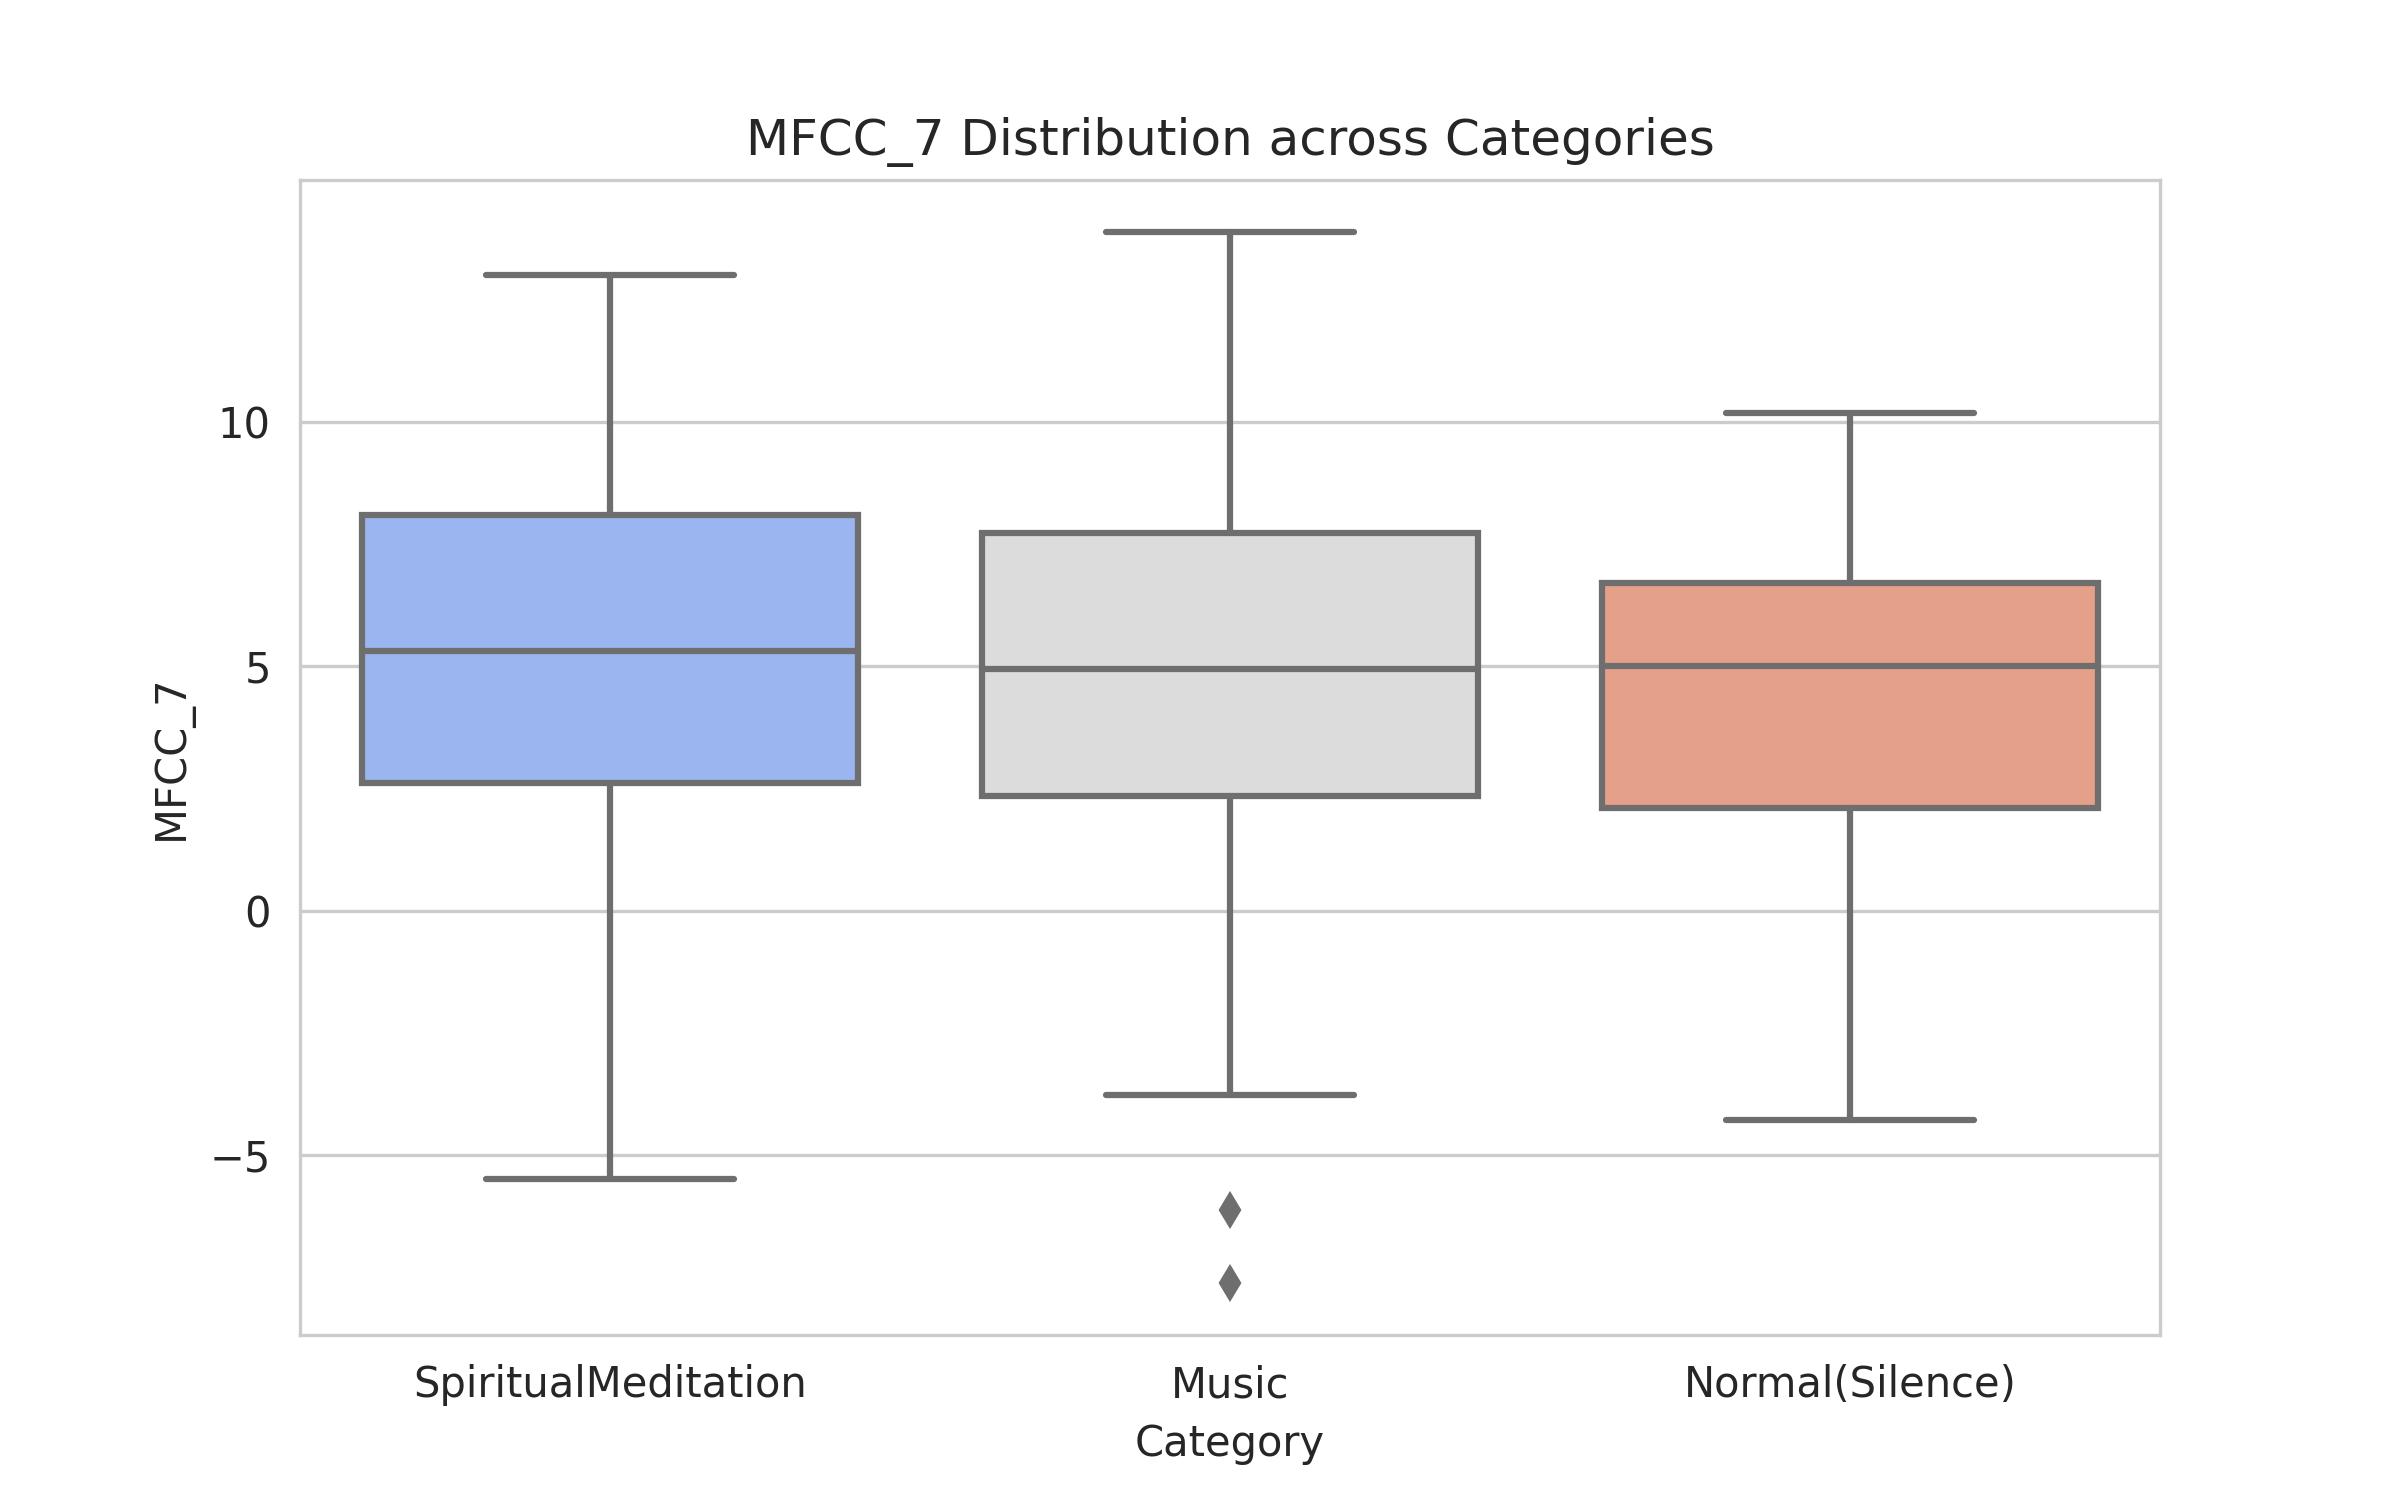 MFCC_7 Distribution across Categories
MFCC_7
10
5
0
−5
SpiritualMeditation
Music
Normal(Silence)
Category